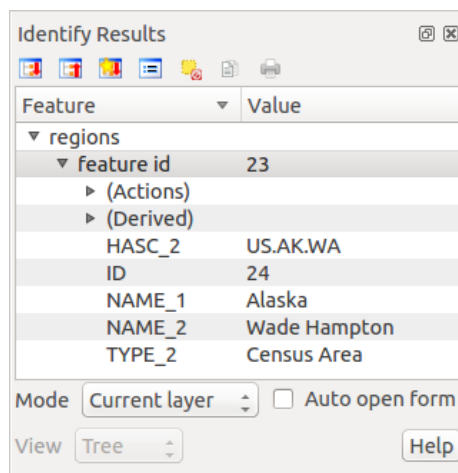 Identify Results
Feature Value
regions
feature id 23
(Actions)
(Derived)
HASC_2 US.AK.WA
ID 24
NAME_1 Alaska
NAME_2 Wade Hampton
TYPE_2 Census Area
Mode Current layer Auto open form
View Tree Help